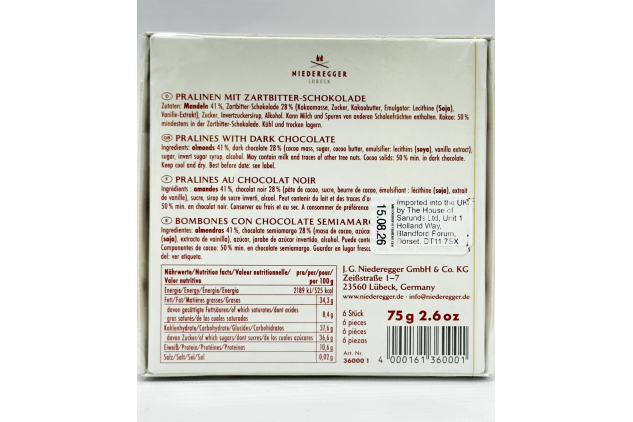 NIEDEREGGER
LÜBECK
D PRALINEN MIT ZARTBITTER-SCHOKOLADE
Zutaten: Mandeln 41%, Zartbitter-Schokolade 28% (Kakaomasse, Zucker, Kakaobutter, Emulgator: Lecithine (Soja),
Vanille-Extrakt), Zucker, Invertzuckersirup, Alkohol. Kann Milch und Spuren von anderen Schalenfrüchten enthalten. Kakao: 50%
mindestens in der Zartbitter-Schokolade. Kühl und trocken lagern.
GB PRALINES WITH DARK CHOCOLATE
Ingredients: almonds 41%, dark chocolate 28% (cocoa mass, sugar, cocoa butter, emulsifier: lecithins (soya), vanilla extract),
sugar, invert sugar syrup, alcohol. May contain milk and traces of other tree nuts. Cocoa solids: 50% min. in dark chocolate.
Keep cool and dry. Best before date: see label.
F PRALINES AU CHOCOLAT NOIR
Ingrédients : amandes 41%, chocolat noir 28% (pâte de cacao, sucre, beurre de cacao, émulsifiant : lécithine (soja), extrait
de vanille), sucre, sirop de sucre inverti, alcool. Peut contenir du lait et des traces d'
dans le chocolat noir. Conserver au frais et au sec. A consommer de préférence
E BOMBONES CON CHOCOLATE SEMIAMARGO
Ingredientes: almendras 41%, chocolate semiamargo 28% (masa de cacao, azúcar,
(soja), extracto de vainilla), azúcar, jarabe de azúcar invertido, alcohol. Puede conte
Componentes de cacao: 50% min. en chocolate semiamargo. Guardar en lugar fresco
del: ver etiqueta.
15.08.26
Imported into the UK
by The House of
Sarunds Ltd, Unit 1
Holland Way,
Blandford Forum,
Dorset. DT11 7SX
Nährwerte/Nutrition facts/Valeur nutritionnelle/ pro/per/pour/
Valor nutritivo por 100g
Energie/Energy/Énergie/Energía 2189 kJ/525 kcal
Fett/Fat/Matières grasses/Grasas 34,3g
davon gesättigte Fettsäuren/of which saturates/dont acides
gras saturés/de las cuales saturadas 8,4g
Kohlenhydrate/Carbohydrate/Glucides/Carbohidratos 37,6g
davon Zucker/of which sugars/dont sucres/de los cuales azúcares 36,6g
Eiweiß/Protein/Protéines/Proteínas 10,6g
Salz/Salt/Sel/Sal 0,02g
J. G. Niederegger GmbH & Co. KG
Zeißstraße 1–7
23560 Lübeck, Germany
www.niederegger.de · info@niederegger.de
6 Stück
6 pieces
6 pièces
6 piezas
75g 2.6oz
Art. Nr.
36000 1
4 000161 360001